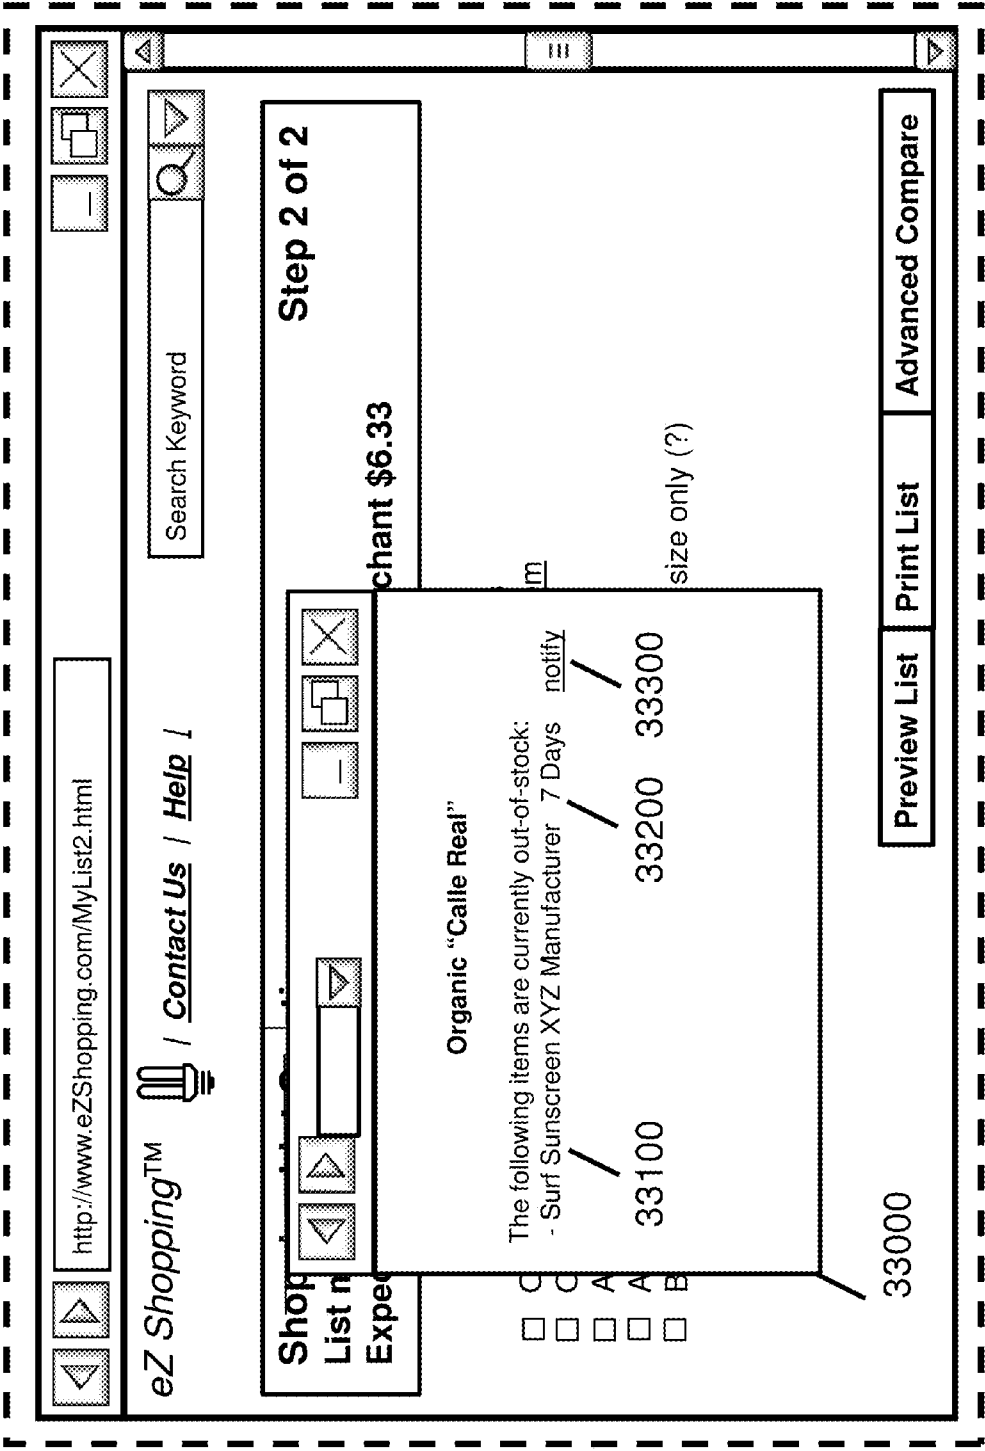 http://www.eZShopping.com/MyList2.html
eZ Shopping™ / Contact Us / Help /
Search Keyword
Step 2 of 2
Shop
List n
Expe
chant $6.33
Organic “Calle Real”
The following items are currently out-of-stock:
- Surf Sunscreen XYZ Manufacturer 7 Days notify
33100 33200 33300
C
C
A
A
B
m
size only (?)
33000
Preview List Print List Advanced Compare